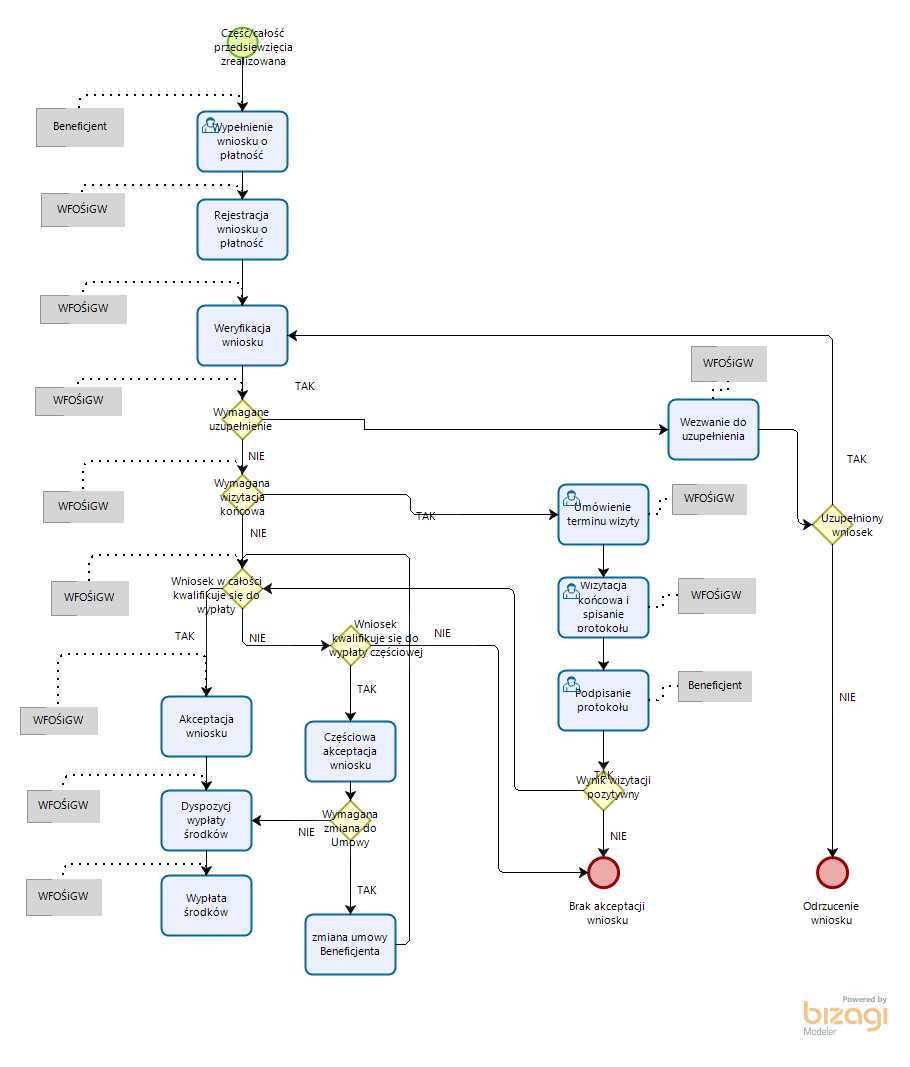 Część/całość
przedsięwzięcia
zrealizowana
Beneficjent
Wypełnienie
wniosku o
płatność
WFOŚiGW
Rejestracja
wniosku o
płatność
WFOŚiGW
Weryfikacja
wniosku
WFOŚiGW
TAK
WFOŚiGW
Wymagane
uzupełnienie
Wezwanie do
uzupełnienia
NIE
TAK
WFOŚiGW
Wymagana
wizytacja
końcowa
TAK
Umówienie
terminu wizyty
WFOŚiGW
Uzupełniony
wniosek
NIE
WFOŚiGW
Wniosek w całości
kwalifikuje się do
wypłaty
Wizytacja
końcowa i
spisanie
protokołu
WFOŚiGW
TAK
NIE
Wniosek
kwalifikuje się do
wypłaty częściowej
NIE
TAK
Podpisanie
protokołu
Beneficjent
NIE
WFOŚiGW
Akceptacja
wniosku
Częściowa
akceptacja
wniosku
TAK
Wynik wizytacji
pozytywny
WFOŚiGW
Dyspozycj
wypłaty
środków
NIE
Wymagana
zmiana do
Umowy
NIE
WFOŚiGW
Wypłata
środków
TAK
Brak akceptacji
wniosku
Odrzucenie
wniosku
zmiana umowy
Beneficjenta
Powered by
bizagi
Modeler